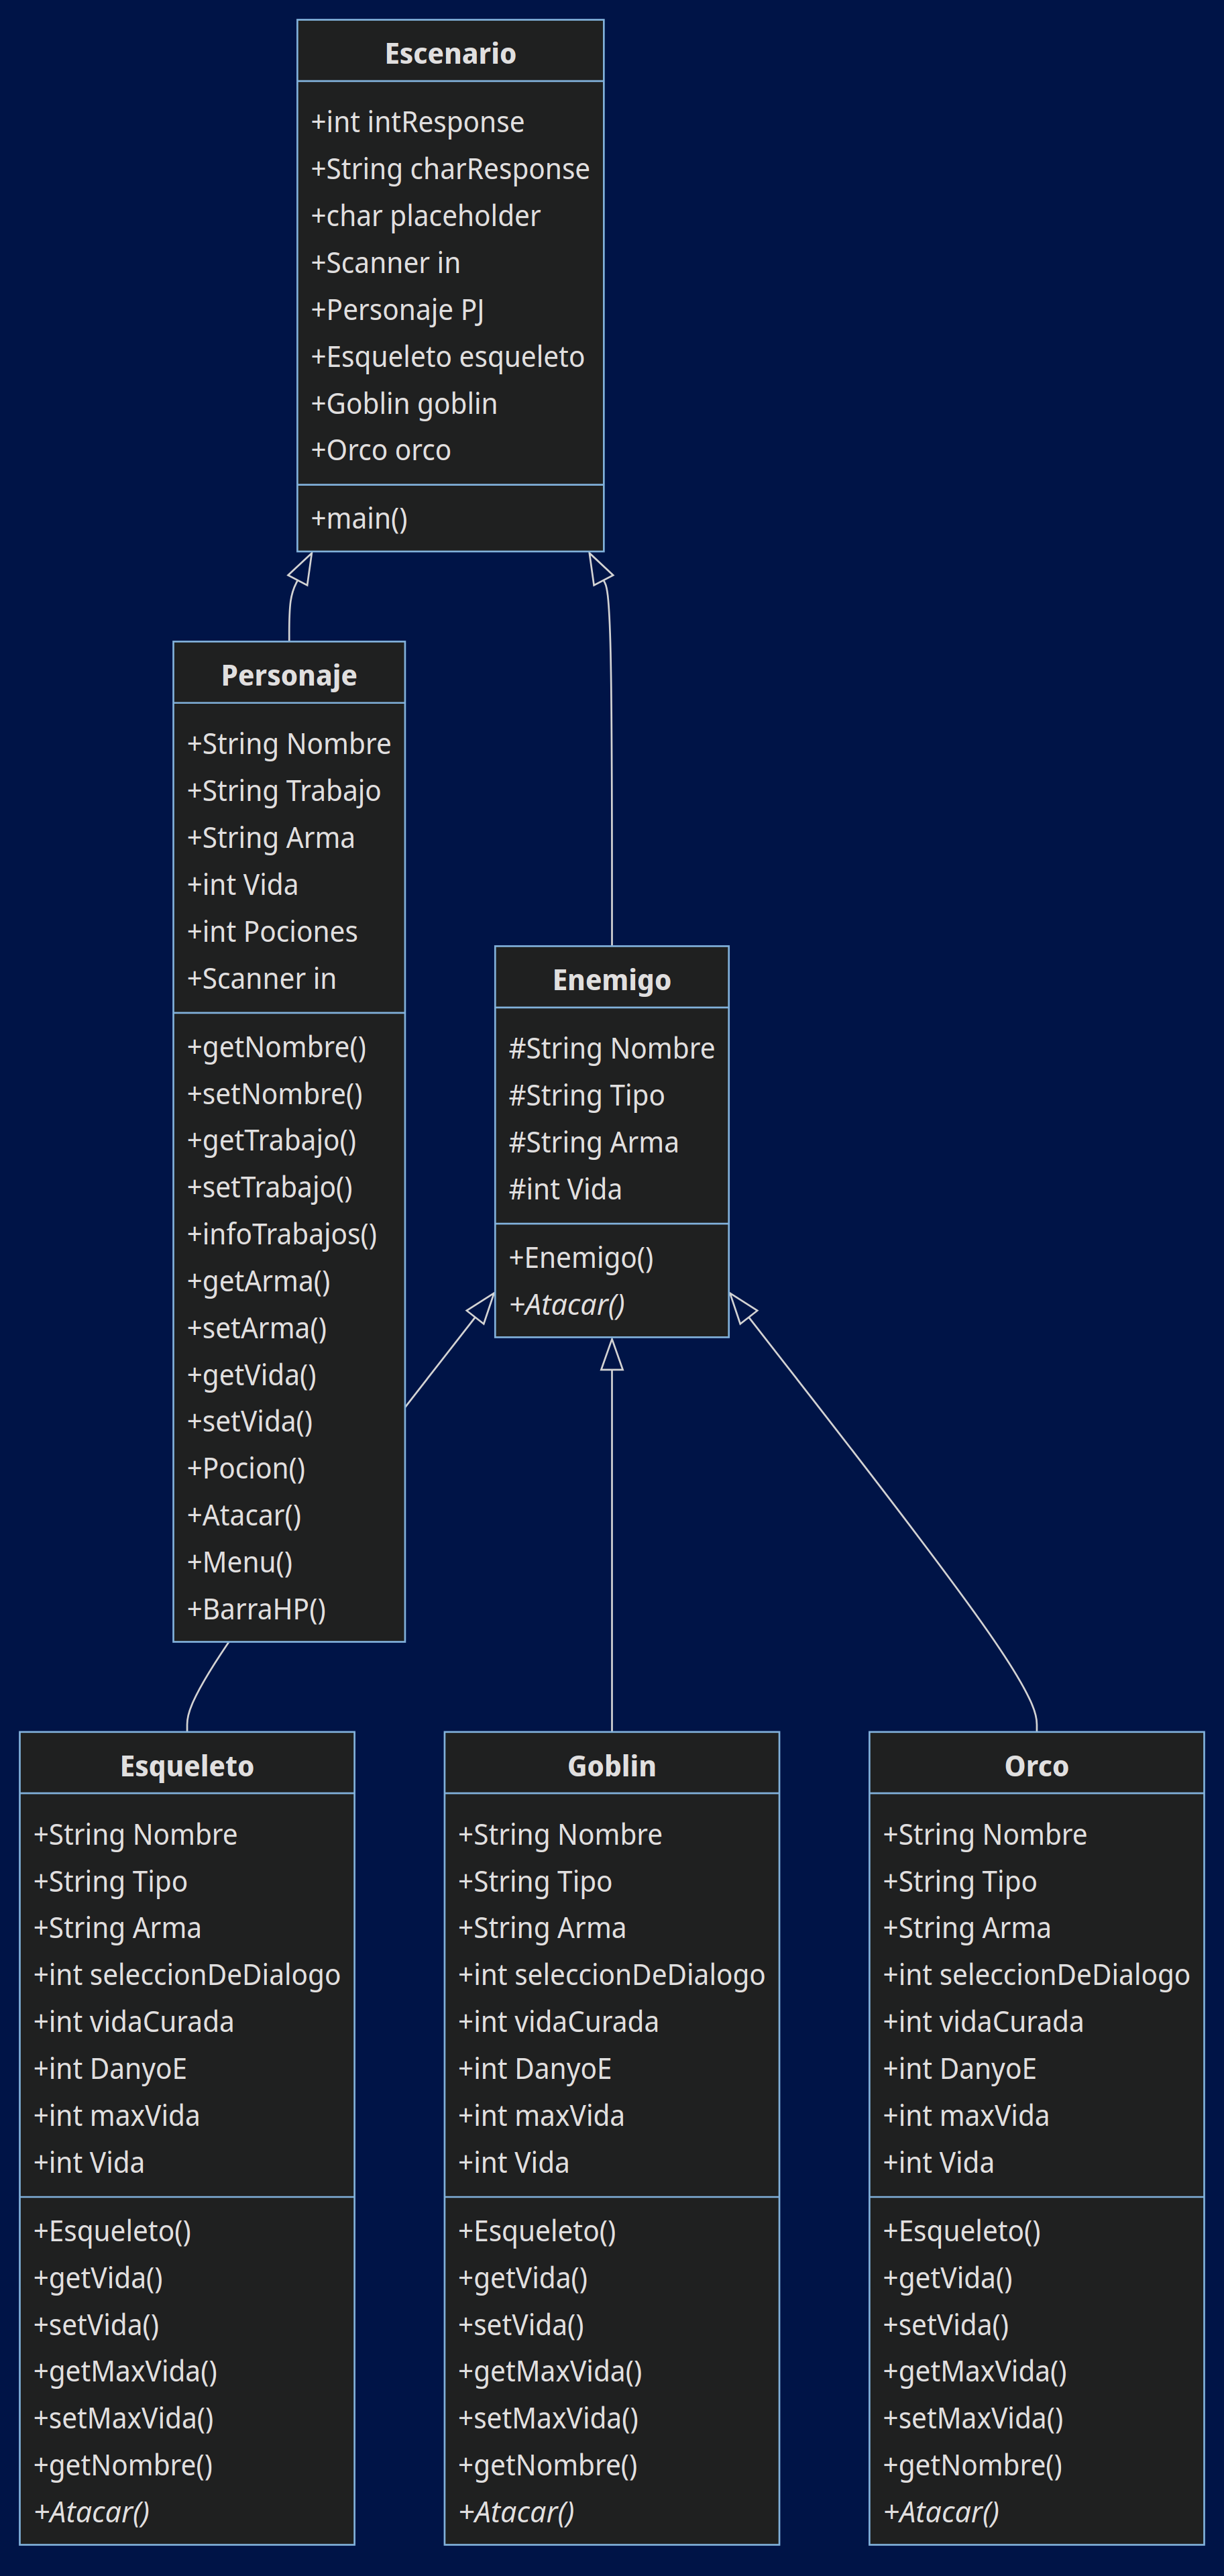 Escenario
+int intResponse
+String charResponse
+char placeholder
+Scanner in
+Personaje PJ
+Esqueleto esqueleto
+Goblin goblin
+Orco orco
+main()
Personaje
+String Nombre
+String Trabajo
+String Arma
+int Vida
+int Pociones
+Scanner in
+getNombre()
+setNombre()
+getTrabajo()
+setTrabajo()
+infoTrabajos()
+getArma()
+setArma()
+getVida()
+setVida()
+Pocion()
+Atacar()
+Menu()
+BarraHP()
Enemigo
#String Nombre
#String Tipo
#String Arma
#int Vida
+Enemigo()
+Atacar()
Esqueleto
+String Nombre
+String Tipo
+String Arma
+int seleccionDeDialogo
+int vidaCurada
+int DanyoE
+int maxVida
+int Vida
+Esqueleto()
+getVida()
+setVida()
+getMaxVida()
+setMaxVida()
+getNombre()
+Atacar()
Goblin
+String Nombre
+String Tipo
+String Arma
+int seleccionDeDialogo
+int vidaCurada
+int DanyoE
+int maxVida
+int Vida
+Esqueleto()
+getVida()
+setVida()
+getMaxVida()
+setMaxVida()
+getNombre()
+Atacar()
Orco
+String Nombre
+String Tipo
+String Arma
+int seleccionDeDialogo
+int vidaCurada
+int DanyoE
+int maxVida
+int Vida
+Esqueleto()
+getVida()
+setVida()
+getMaxVida()
+setMaxVida()
+getNombre()
+Atacar()